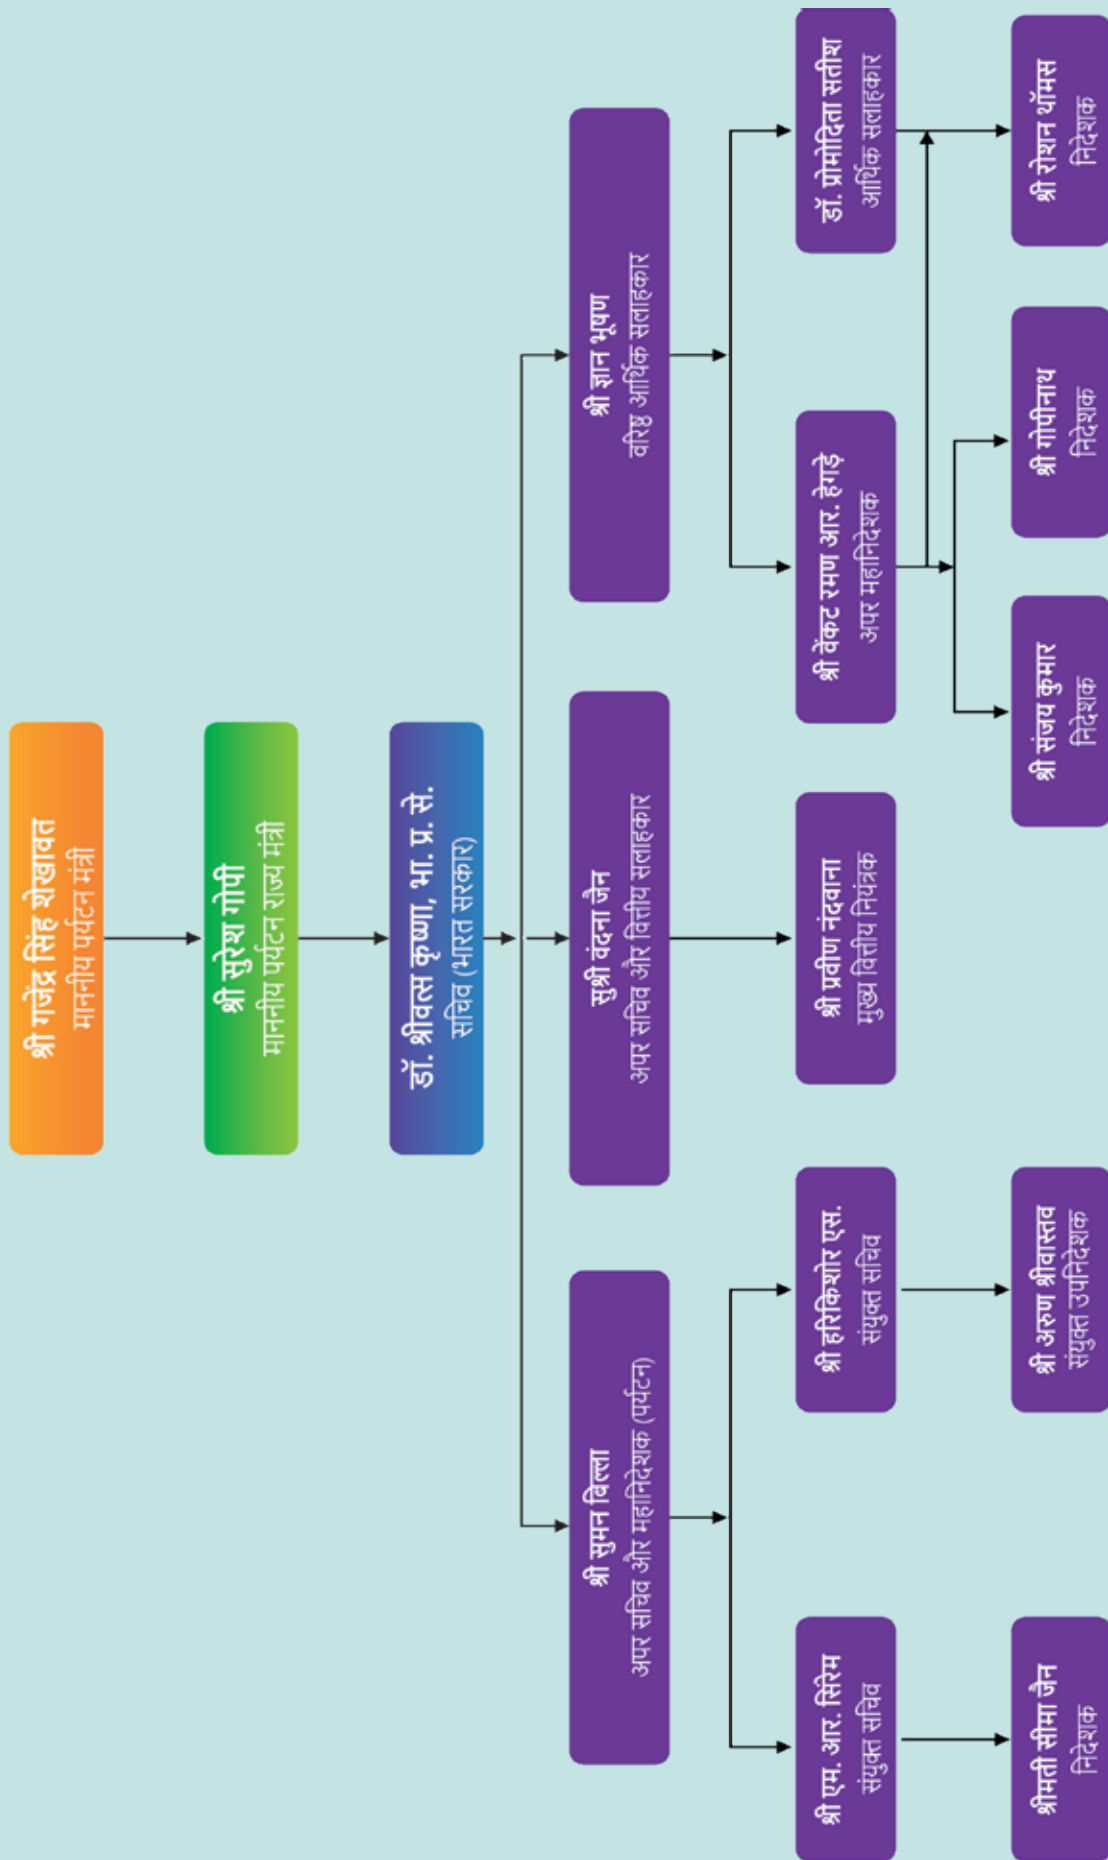 श्री गजेंद्र सिंह शेखावत
माननीय पर्यटन मंत्री
श्री सुरेश गोपी
माननीय पर्यटन राज्य मंत्री
डॉ. श्रीवत्स कृष्णा, भा. प्र. से.
सचिव (भारत सरकार)
श्री सुमन बिल्ला
अपर सचिव और महानिदेशक (पर्यटन)
सुश्री वंदना जैन
अपर सचिव और वित्तीय सलाहकार
श्री ज्ञान भूषण
वरिष्ठ आर्थिक सलाहकार
श्री एम. आर. सिंरेम
संयुक्त सचिव
श्री हरिकिशोर एस.
संयुक्त सचिव
श्री प्रवीण नंदवाना
मुख्य वित्तीय नियंत्रक
श्री वेंकट रमण आर. हेगड़े
अपर महानिदेशक
डॉ. प्रोमोदिता सतीश
आर्थिक सलाहकार
श्रीमती सीमा जैन
निदेशक
श्री अरुण श्रीवास्तव
संयुक्त उपनिदेशक
श्री संजय कुमार
निदेशक
श्री गोपीनाथ
निदेशक
श्री रोशन थॉमस
निदेशक